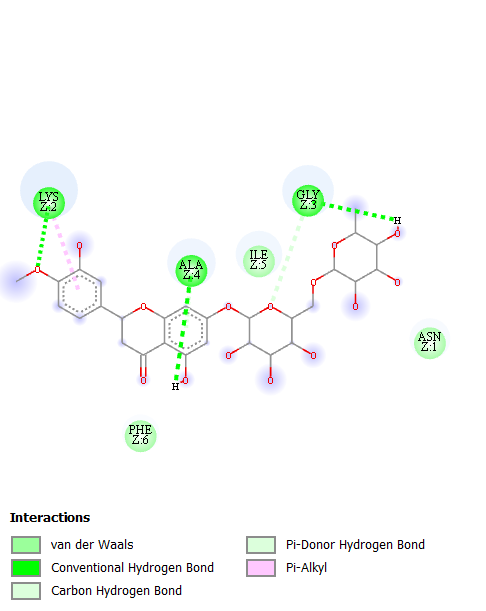 LYS
Z:2
GLY
Z:3
H
O
O
O
O
ILE
Z:5
ALA
Z:4
O
O
O
O
O
O
O
O
ASN
Z:1
O
O
O
O
O
H
PHE
Z:6
Interactions
van der Waals
Conventional Hydrogen Bond
Carbon Hydrogen Bond
Pi-Donor Hydrogen Bond
Pi-Alkyl